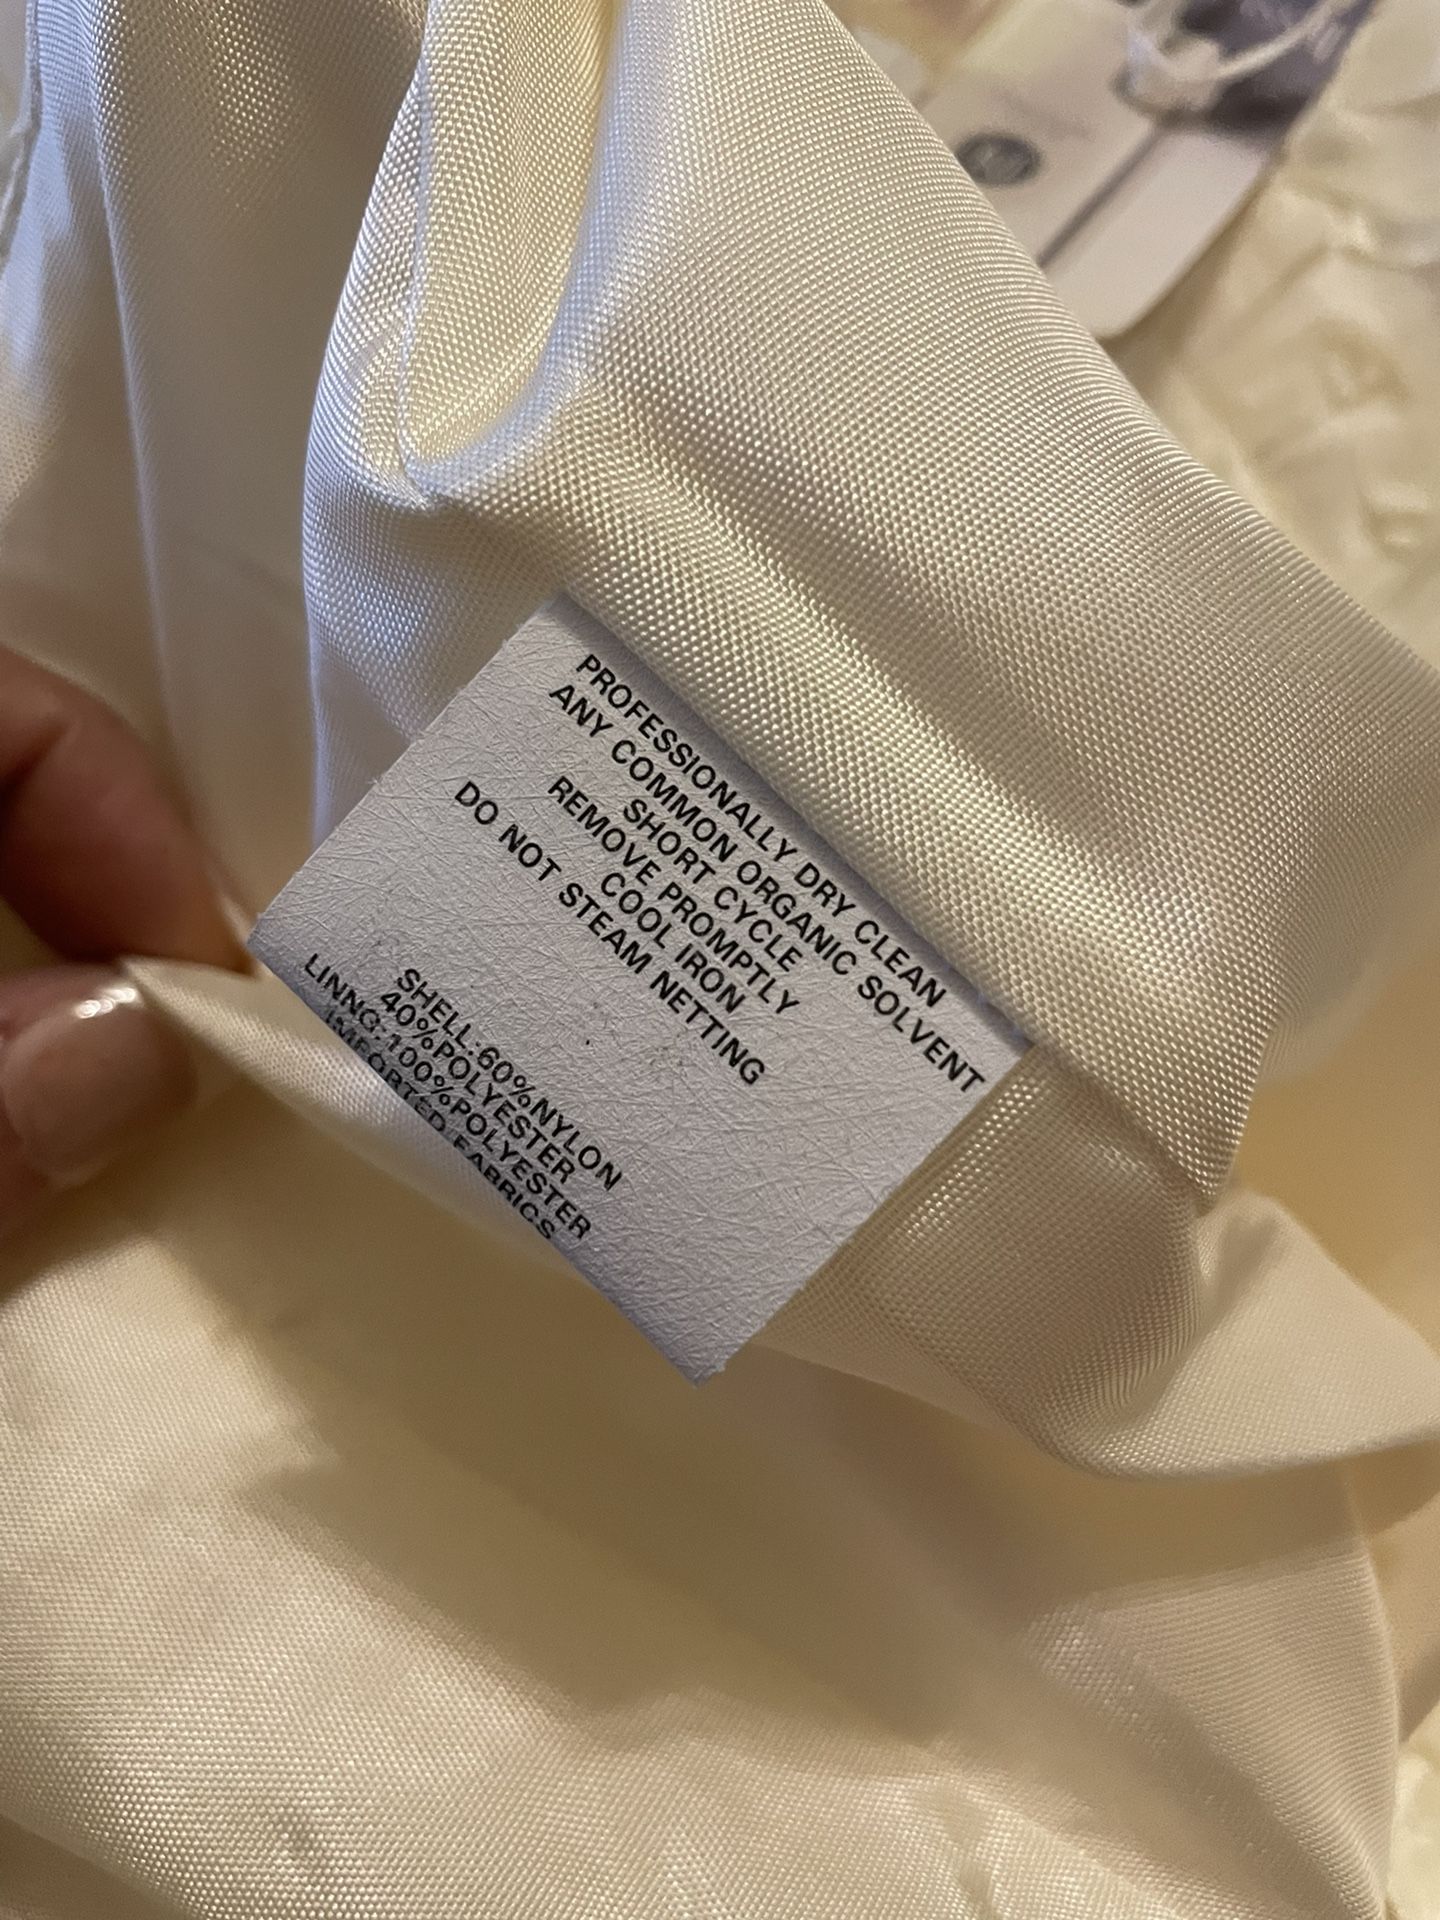 PROFESSIONALLY DRY CLEAN
ANY COMMON ORGANIC SOLVENT
SHORT CYCLE
REMOVE PROMPTLY
COOL IRON
DO NOT STEAM NETTING
SHELL:60%NYLON
40%POLYESTER
LINNG:100%POLYESTER
IMPORTED FABRICS